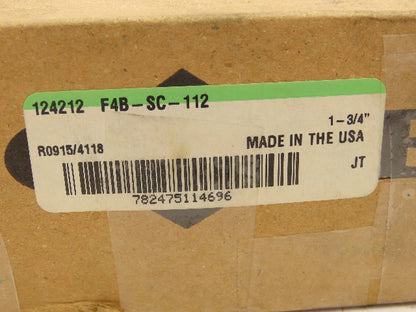 124212 F4B-SC-112
1-3/4"
R0915/4118 MADE IN THE USA
JT
782475114696